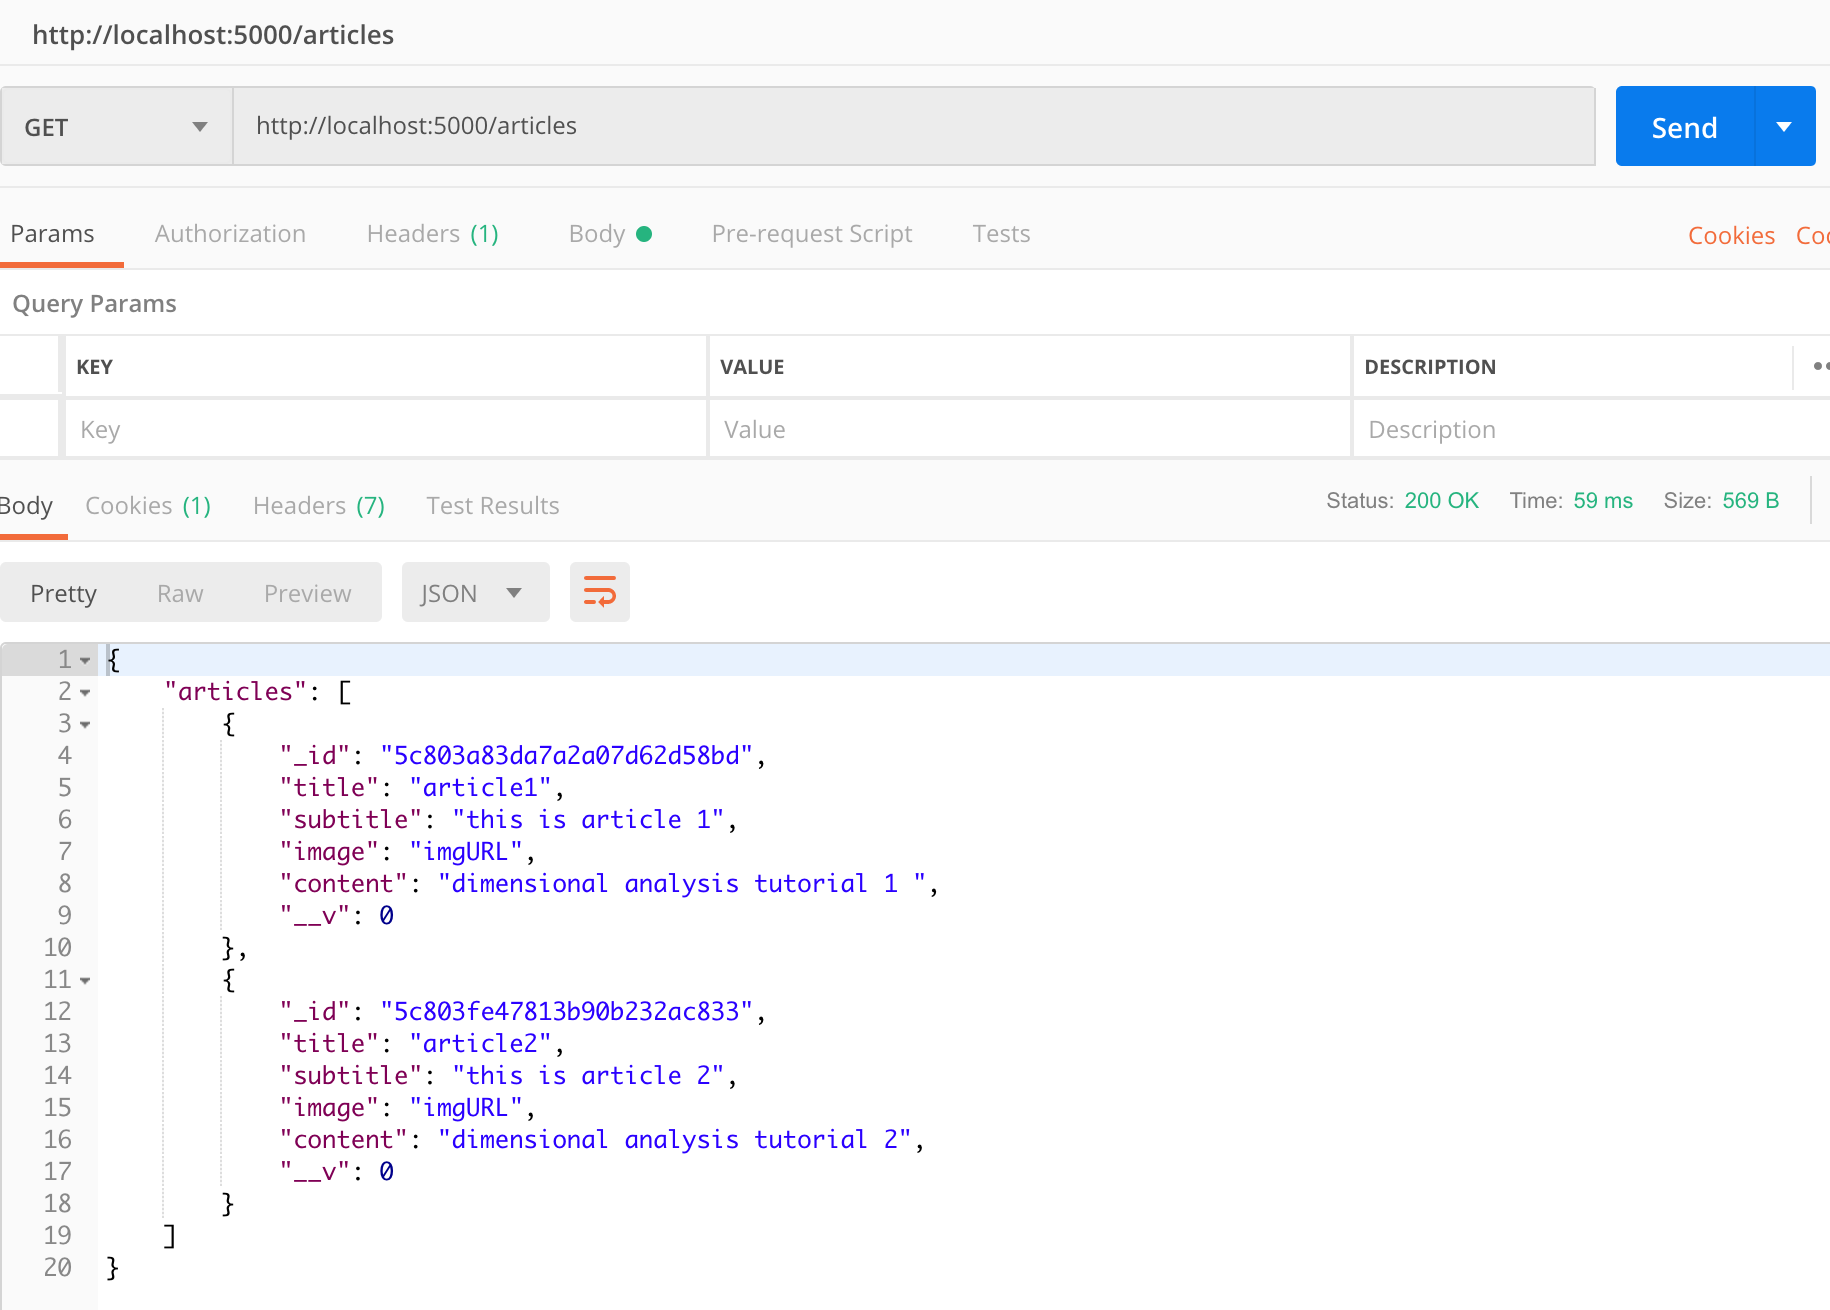 http://localhost:5000/articles
GET http://localhost:5000/articles Send
Params Authorization Headers (1) Body Pre-request Script Tests Cookies
Query Params
KEY VALUE DESCRIPTION
Key Value Description
Body Cookies (1) Headers (7) Test Results Status: 200 OK Time: 59 ms Size: 569 B
Pretty Raw Preview JSON
1 {
2 "articles": [
3 {
4 "_id": "5c803a83da7a2a07d62d58bd",
5 "title": "article1",
6 "subtitle": "this is article 1",
7 "image": "imgURL",
8 "content": "dimensional analysis tutorial 1 ",
9 "__v": 0
10 },
11 {
12 "_id": "5c803fe47813b90b232ac833",
13 "title": "article2",
14 "subtitle": "this is article 2",
15 "image": "imgURL",
16 "content": "dimensional analysis tutorial 2",
17 "__v": 0
18 }
19 ]
20 }